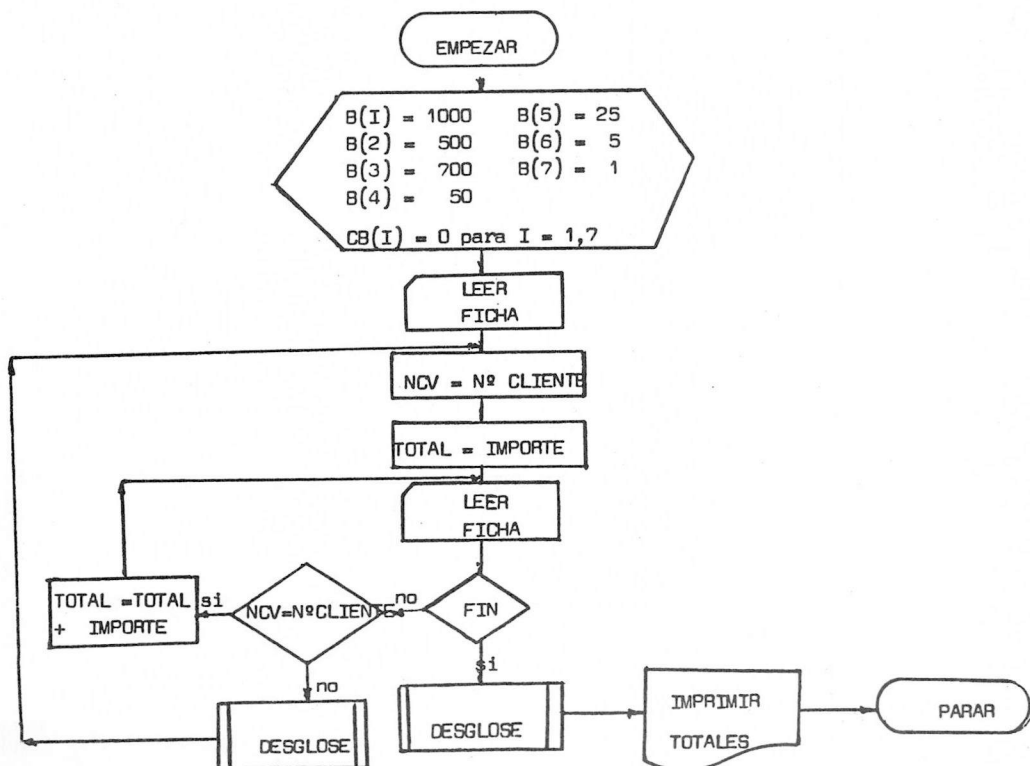 EMPEZAR
B(I) = 1000 B(5) = 25
B(2) = 500 B(6) = 5
B(3) = 700 B(7) = 1
B(4) = 50
CB(I) = 0 para I = 1,7
LEER
FICHA
NCV = Nº CLIENTE
TOTAL = IMPORTE
LEER
FICHA
FIN
no
si
NCV=NºCLIENTE
si
no
TOTAL =TOTAL
+ IMPORTE
DESGLOSE
DESGLOSE
IMPRIMIR
TOTALES
PARAR